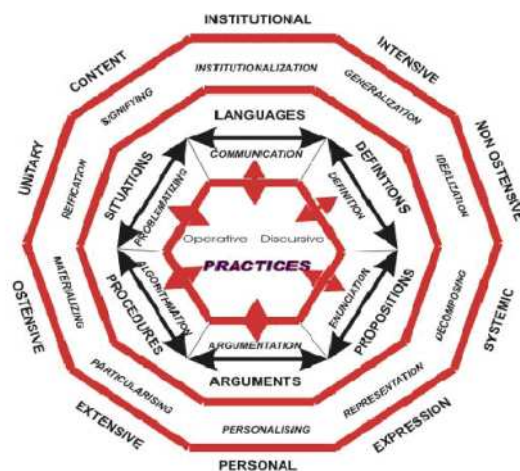 INSTITUTIONAL
CONTENT
INTENSIVE
INSTITUTIONALIZATION
SIGNIFYING
GENERALIZATION
LANGUAGES
UNITARY
NON OSTENSIVE
REIFICATION
SITUATIONS
COMMUNICATION
DEFINITIONS
IDEALIZATION
PROBLEMATIZING
DEFINITION
Operative Discursive
PRACTICES
OSTENSIVE
MATERIALIZING
PROCEDURES
ALGORITHMATION
ENUNCIATION
PROPOSITIONS
DECOMPOSING
SYSTEMIC
ARGUMENTATION
ARGUMENTS
PARTICULARISING
REPRESENTATION
EXTENSIVE
PERSONALISING
EXPRESSION
PERSONAL